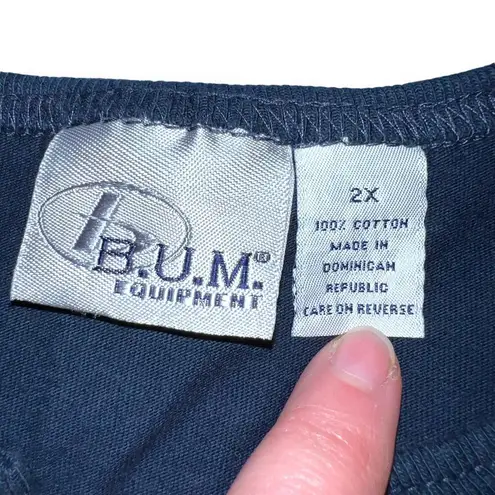 b
B.U.M.®
EQUIPMENT
2X
100% COTTON
MADE IN
DOMINICAN
REPUBLIC
CARE ON REVERSE